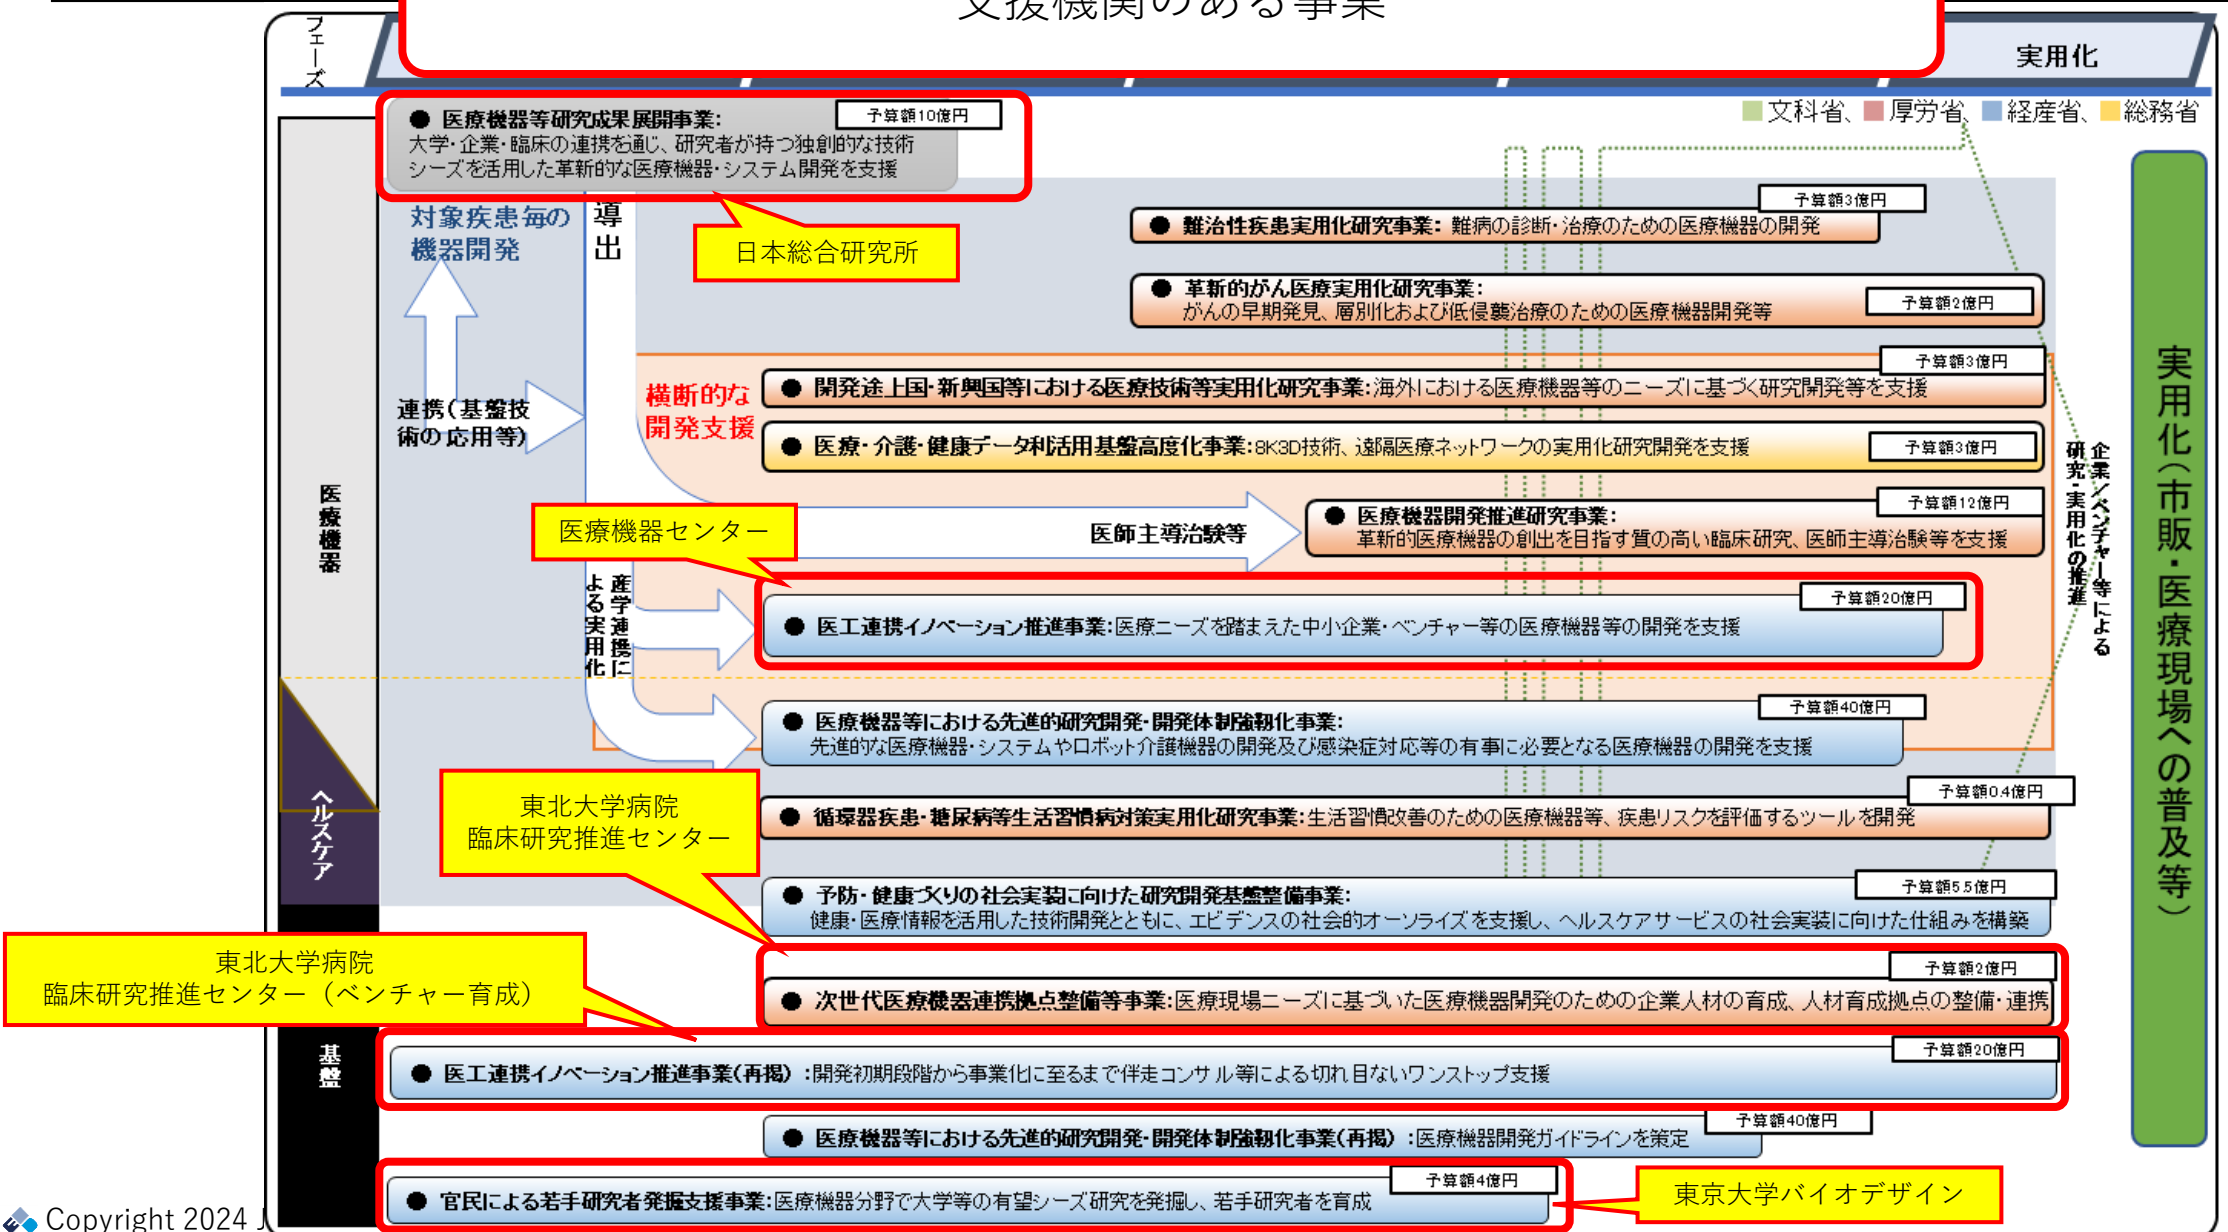 支援機関のある事業
フェーズ
実用化
文科省、厚労省、経産省、総務省
● 医療機器等研究成果展開事業:
予算額10億円
大学・企業・臨床の連携を通じ、研究者が持つ独創的な技術
シーズを活用した革新的な医療機器・システム開発を支援
対象疾患毎の
機器開発
導出
日本総合研究所
予算額3億円
● 難治性疾患実用化研究事業: 難病の診断・治療のための医療機器の開発
● 革新的がん医療実用化研究事業:
がんの早期発見、層別化および低侵襲治療のための医療機器開発等
予算額2億円
連携(基盤技
術の応用等)
横断的な
開発支援
予算額3億円
● 開発途上国・新興国等における医療技術等実用化研究事業:海外における医療機器等のニーズに基づく研究開発等を支援
● 医療・介護・健康データ利活用基盤高度化事業:8K3D技術、遠隔医療ネットワークの実用化研究開発を支援
予算額3億円
医療機器
医療機器センター
医師主導治験等
予算額12億円
● 医療機器開発推進研究事業:
革新的医療機器の創出を目指す質の高い臨床研究、医師主導治験等を支援
産学連携に
よる実用化
予算額20億円
● 医工連携イノベーション推進事業:医療ニーズを踏まえた中小企業・ベンチャー等の医療機器等の開発を支援
企業/ベンチャー等による
研究・実用化の推進
実用化(市販・医療現場への普及等)
予算額40億円
● 医療機器等における先進的研究開発・開発体制強靱化事業:
先進的な医療機器・システムやロボット介護機器の開発及び感染症対応等の有事に必要となる医療機器の開発を支援
ヘルスケア
東北大学病院
臨床研究推進センター
予算額0.4億円
● 循環器疾患・糖尿病等生活習慣病対策実用化研究事業:生活習慣改善のための医療機器等、疾患リスクを評価するツールを開発
予算額5.5億円
● 予防・健康づくりの社会実装に向けた研究開発基盤整備事業:
健康・医療情報を活用した技術開発とともに、エビデンスの社会的オーソライズを支援し、ヘルスケアサービスの社会実装に向けた仕組みを構築
東北大学病院
臨床研究推進センター（ベンチャー育成）
予算額2億円
● 次世代医療機器連携拠点整備等事業:医療現場ニーズに基づいた医療機器開発のための企業人材の育成、人材育成拠点の整備・連携
基盤
予算額20億円
● 医工連携イノベーション推進事業(再掲) :開発初期段階から事業化に至るまで伴走コンサル等による切れ目ないワンストップ支援
予算額40億円
● 医療機器等における先進的研究開発・開発体制強靱化事業(再掲) :医療機器開発ガイドラインを策定
予算額4億円
● 官民による若手研究者発掘支援事業:医療機器分野で大学等の有望シーズ研究を発掘し、若手研究者を育成
東京大学バイオデザイン
Copyright 2024 J